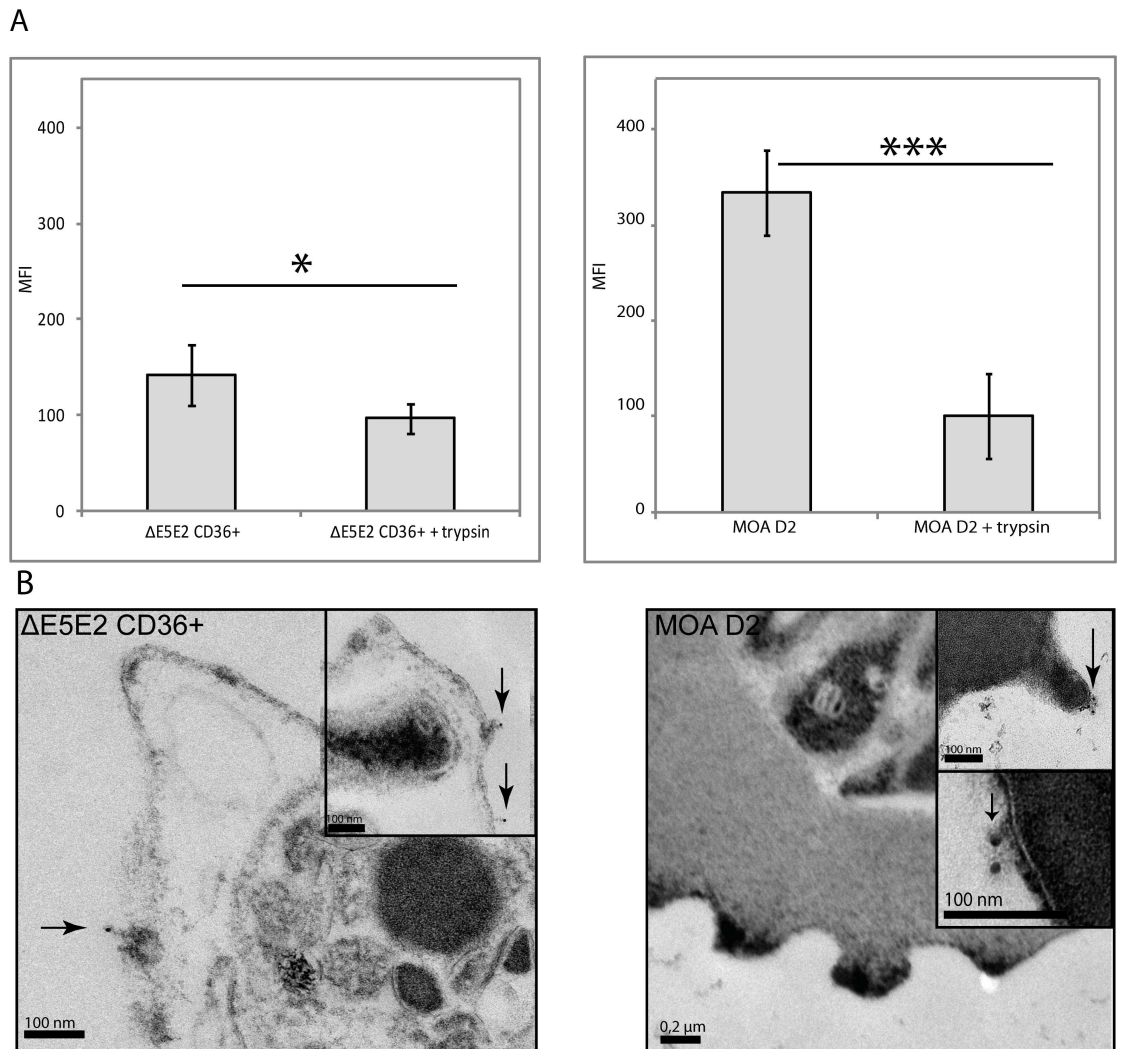 A
400
300
200
100
0
MFI
*
ΔE5E2 CD36+
ΔE5E2 CD36+ + trypsin
400
300
200
100
0
MFI
***
MOA D2
MOA D2 + trypsin
B
ΔE5E2 CD36+
100 nm
100 nm
MOA D2
100 nm
100 nm
0,2 µm